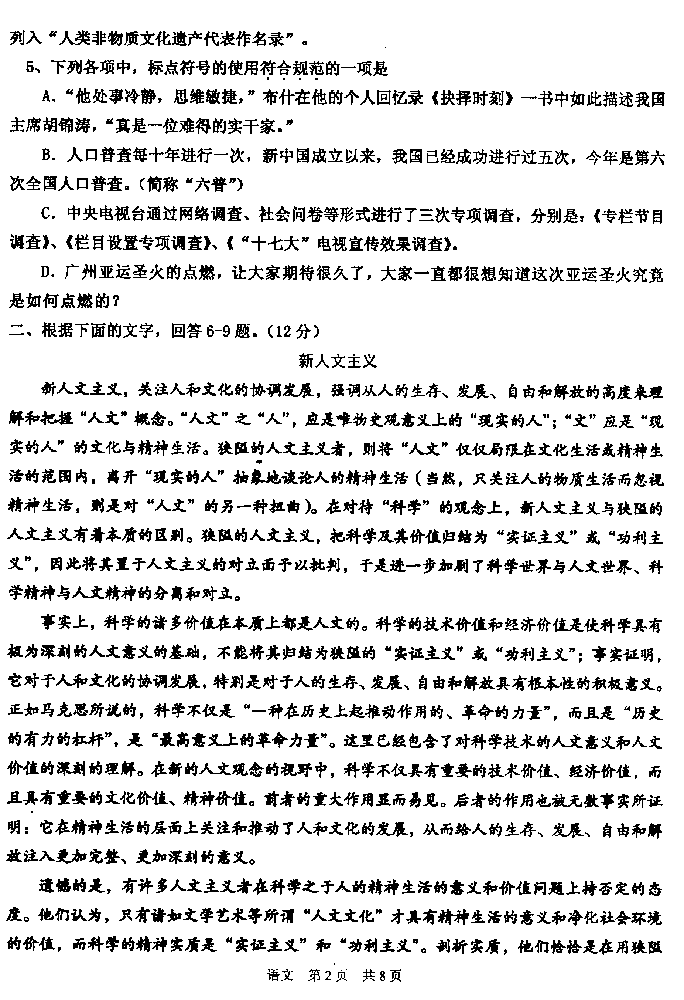 列入“人类非物质文化遗产代表作名录”。
5、下列各项中，标点符号的使用符合规范的一项是
A．“他处事冷静，思维敏捷，”布什在他的个人回忆录《抉择时刻》一书中如此描述我国
主席胡锦涛，“真是一位难得的实干家。”
B．人口普查每十年进行一次，新中国成立以来，我国已经成功进行过五次，今年是第六
次全国人口普查。（简称“六普”）
C．中央电视台通过网络调查、社会问卷等形式进行了三次专项调查，分别是：《专栏节目
调查》、《栏目设置专项调查》、《“十七大”电视宣传效果调查》。
D．广州亚运圣火的点燃，让大家期待很久了，大家一直都很想知道这次亚运圣火究竟
是如何点燃的？
二、根据下面的文字，回答6-9题。（12分）
新人文主义
新人文主义，关注人和文化的协调发展，强调从人的生存、发展、自由和解放的高度来理
解和把握“人文”概念。“人文”之“人”，应是唯物史观意义上的“现实的人”；“文”应是“现
实的人”的文化与精神生活。狭隘的人文主义者，则将“人文”仅仅局限在文化生活或精神生
活的范围内，离开“现实的人”抽象地谈论人的精神生活（当然，只关注人的物质生活而忽视
精神生活，则是对“人文”的另一种扭曲）。在对待“科学”的观念上，新人文主义与狭隘的
人文主义有着本质的区别。狭隘的人文主义，把科学及其价值归结为“实证主义”或“功利主
义”，因此将其置于人文主义的对立面予以批判，于是进一步加剧了科学世界与人文世界、科
学精神与人文精神的分离和对立。
事实上，科学的诸多价值在本质上都是人文的。科学的技术价值和经济价值是使科学具有
极为深刻的人文意义的基础，不能将其归结为狭隘的“实证主义”或“功利主义”；事实证明，
它对于人和文化的协调发展，特别是对于人的生存、发展、自由和解放具有根本性的积极意义。
正如马克思所说的，科学不仅是“一种在历史上起推动作用的、革命的力量”，而且是“历史
的有力的杠杆”，是“最高意义上的革命力量”。这里已经包含了对科学技术的人文意义和人文
价值的深刻的理解。在新的人文观念的视野中，科学不仅具有重要的技术价值、经济价值，而
且具有重要的文化价值、精神价值。前者的重大作用显而易见。后者的作用也被无数事实所证
明：它在精神生活的层面上关注和推动了人和文化的发展，从而给人的生存、发展、自由和解
放注入更加完整、更加深刻的意义。
遗憾的是，有许多人文主义者在科学之于人的精神生活的意义和价值问题上持否定的态
度。他们认为，只有诸如文学艺术等所谓“人文文化”才具有精神生活的意义和净化社会环境
的价值，而科学的精神实质是“实证主义”和“功利主义”。剖析实质，他们恰恰是在用狭隘
语文 第2页 共8页